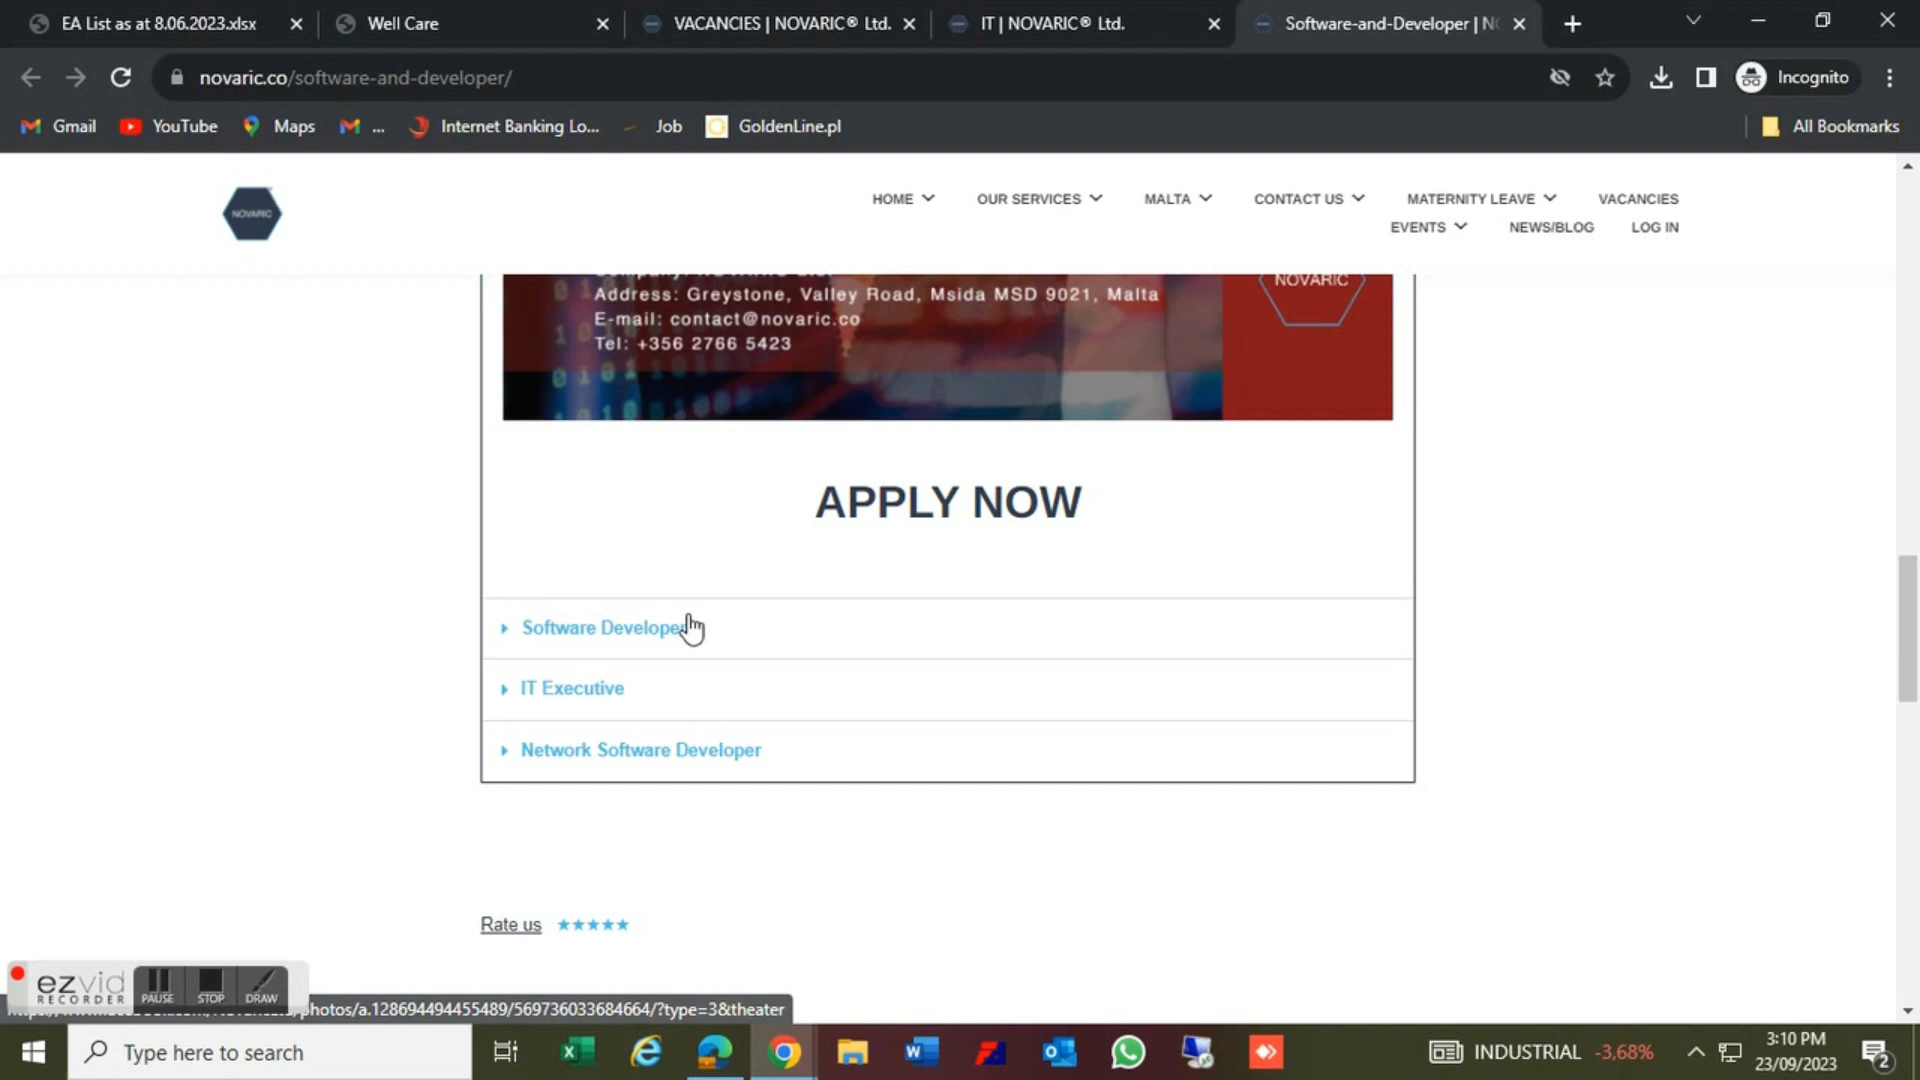 EA List as at 8.06.2023.xlsx
Well Care
VACANCIES | NOVARIC® Ltd.
IT | NOVARIC® Ltd.
Software-and-Developer | N
novaric.co/software-and-developer/
Incognito
Gmail
YouTube
Maps
...
Internet Banking Lo...
Job
GoldenLine.pl
All Bookmarks
NOVARIC
HOME
OUR SERVICES
MALTA
CONTACT US
MATERNITY LEAVE
VACANCIES
EVENTS
NEWS/BLOG
LOG IN
NOVARIC
Address: Greystone, Valley Road, Msida MSD 9021, Malta
E-mail: contact@novaric.co
Tel: +356 2766 5423
APPLY NOW
Software Developer
IT Executive
Network Software Developer
Rate us ★★★★★
ezvid
RECORDER
PAUSE
STOP
DRAW
photos/a.128694494455489/569736033684664/?type=3&theater
Type here to search
INDUSTRIAL -3,68%
3:10 PM
23/09/2023
2